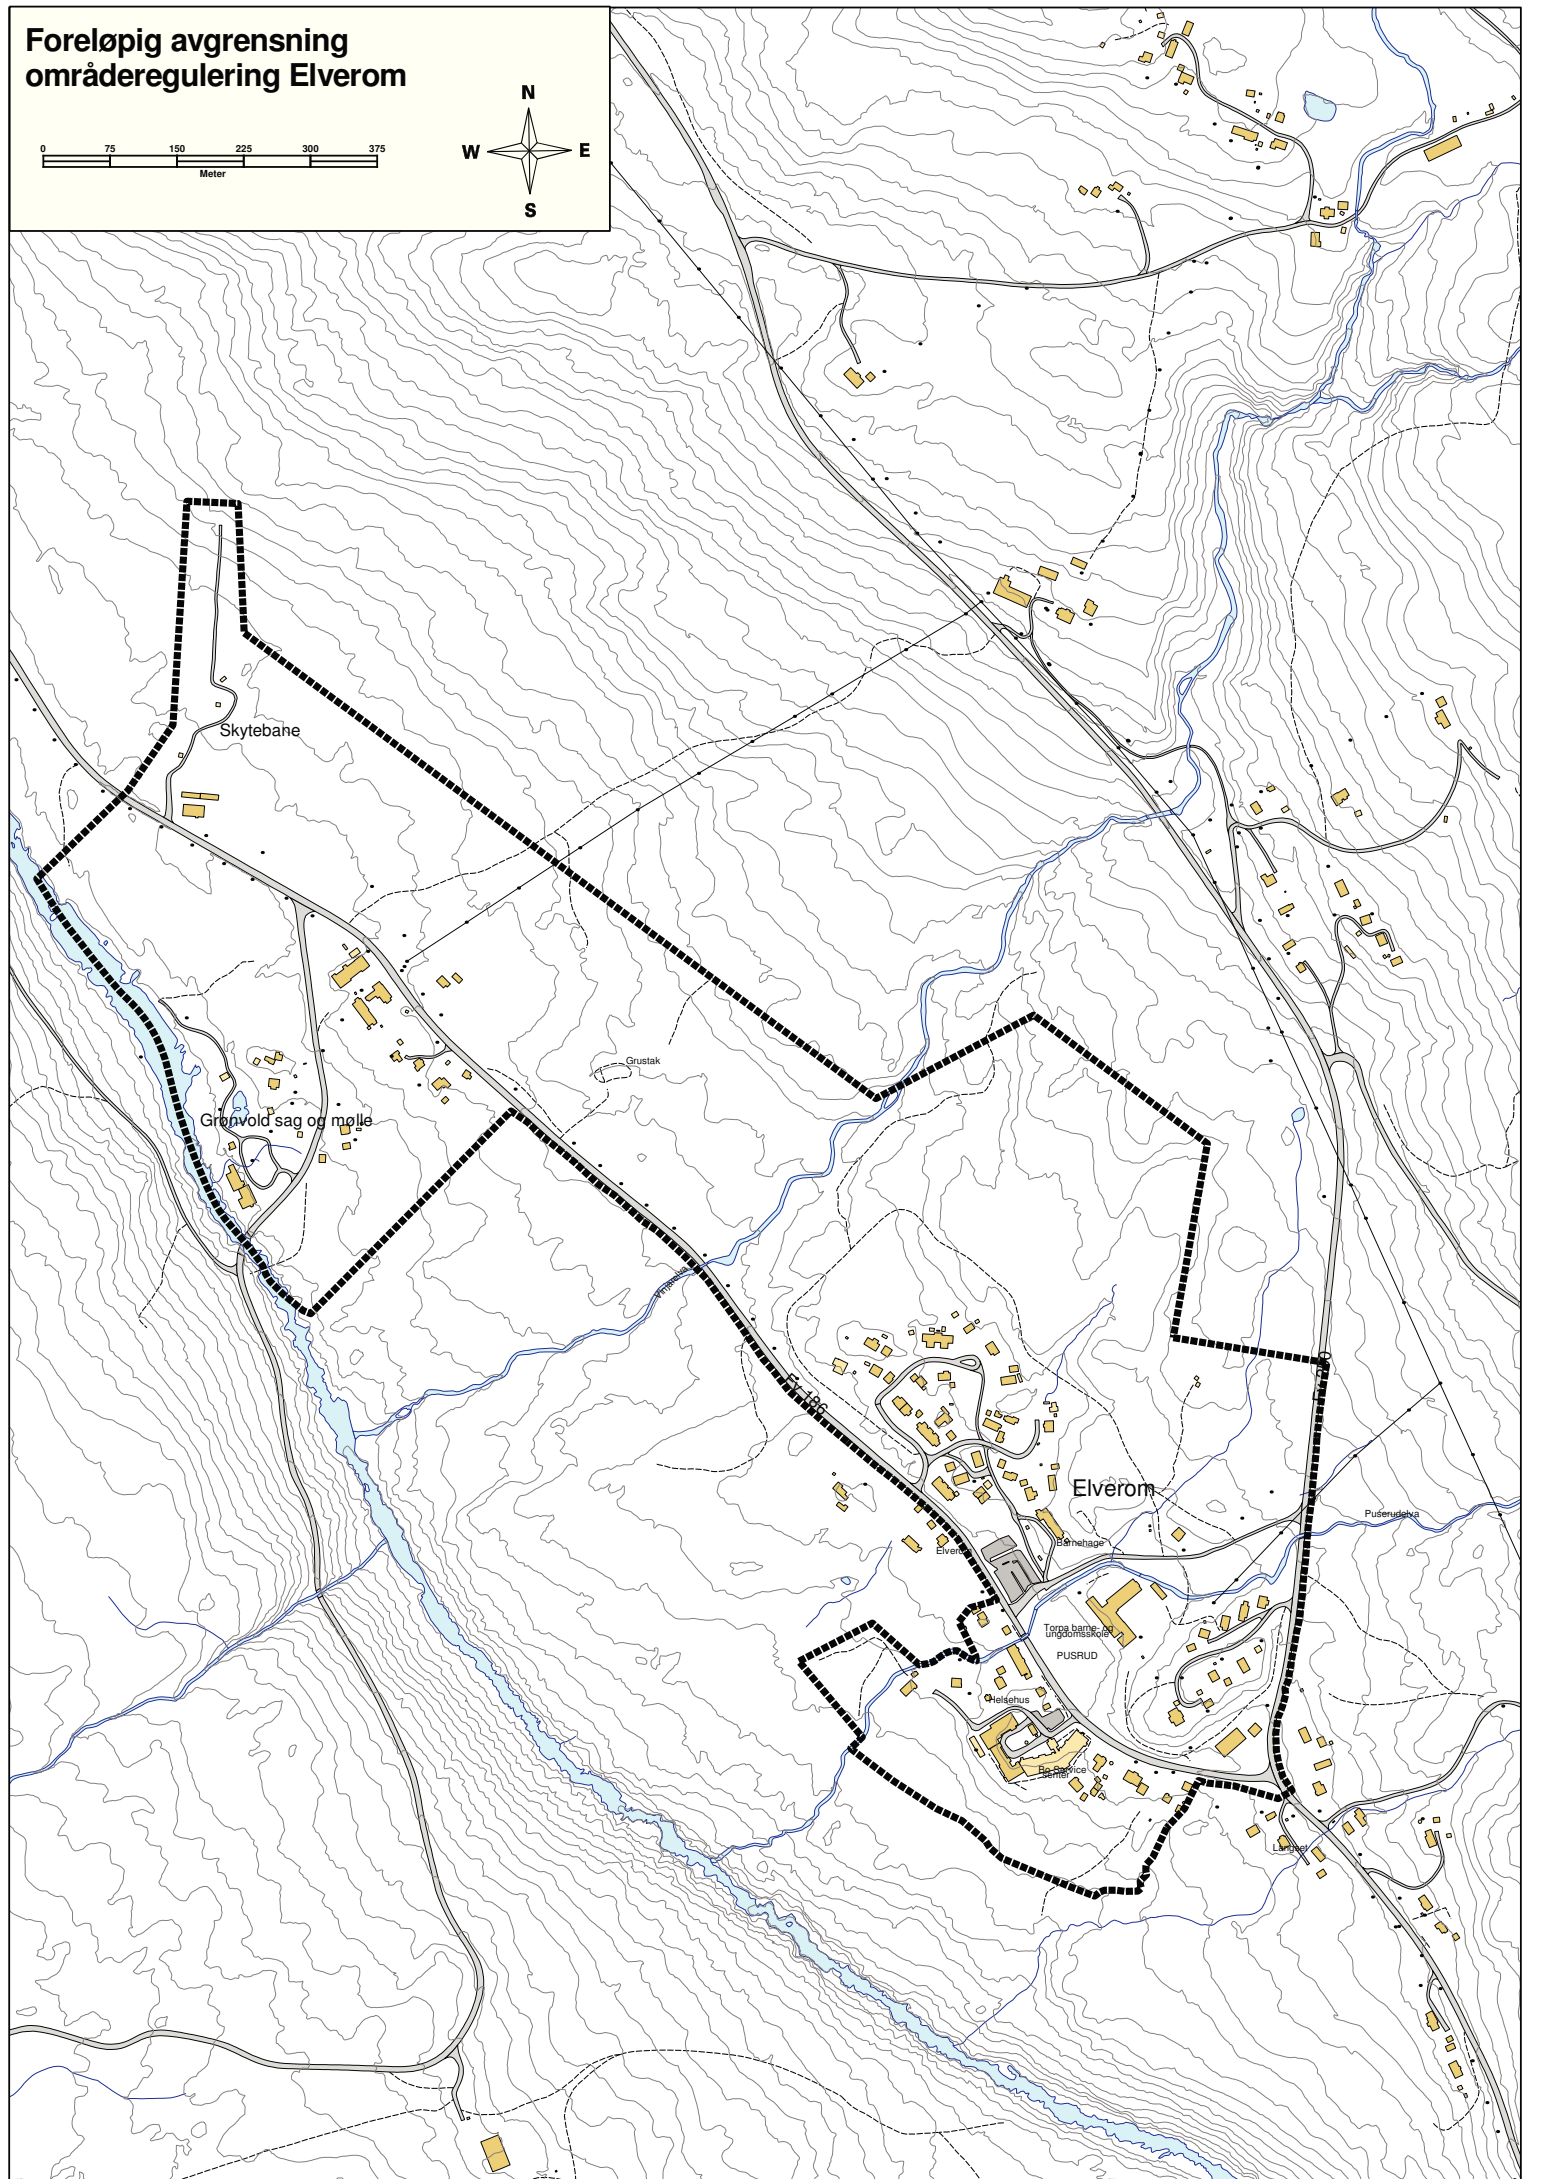 Foreløpig avgrensning
områderegulering Elverom
N
W
E
S
0 75 150 225 300 375
Meter
Skytebane
Grustak
Grønvold sag og mølle
Fv 186
Elverom
Puserudelva
Barnehage
Torpa barne- og
ungdomsskole
PUSRUD
Helsehus
Bo-Service
senter